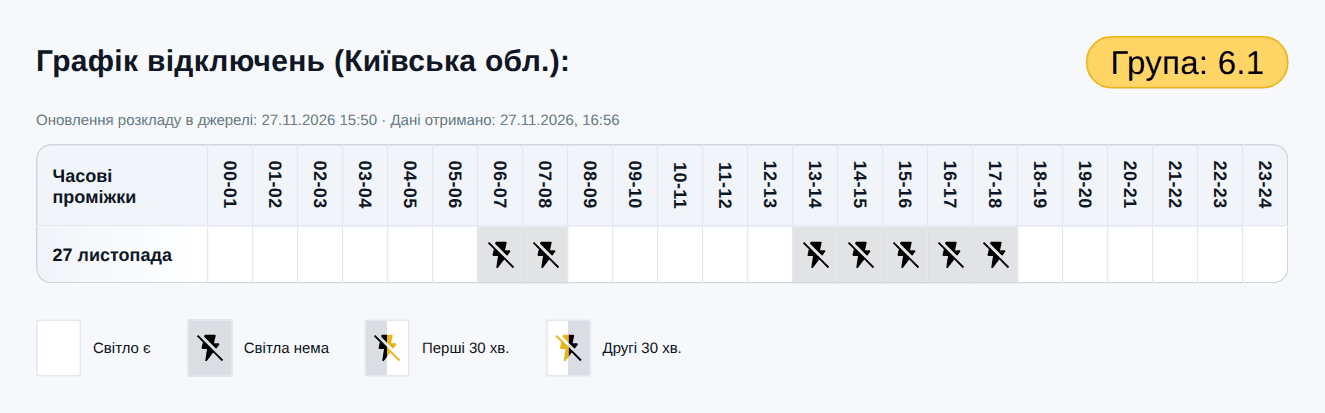 Графік відключень (Київська обл.):
Група: 6.1
Оновлення розкладу в джерелі: 27.11.2026 15:50 · Дані отримано: 27.11.2026, 16:56
Часові
проміжки
00-01
01-02
02-03
03-04
04-05
05-06
06-07
07-08
08-09
09-10
10-11
11-12
12-13
13-14
14-15
15-16
16-17
17-18
18-19
19-20
20-21
21-22
22-23
23-24
27 листопада
Світло є
Світла нема
Перші 30 хв.
Другі 30 хв.